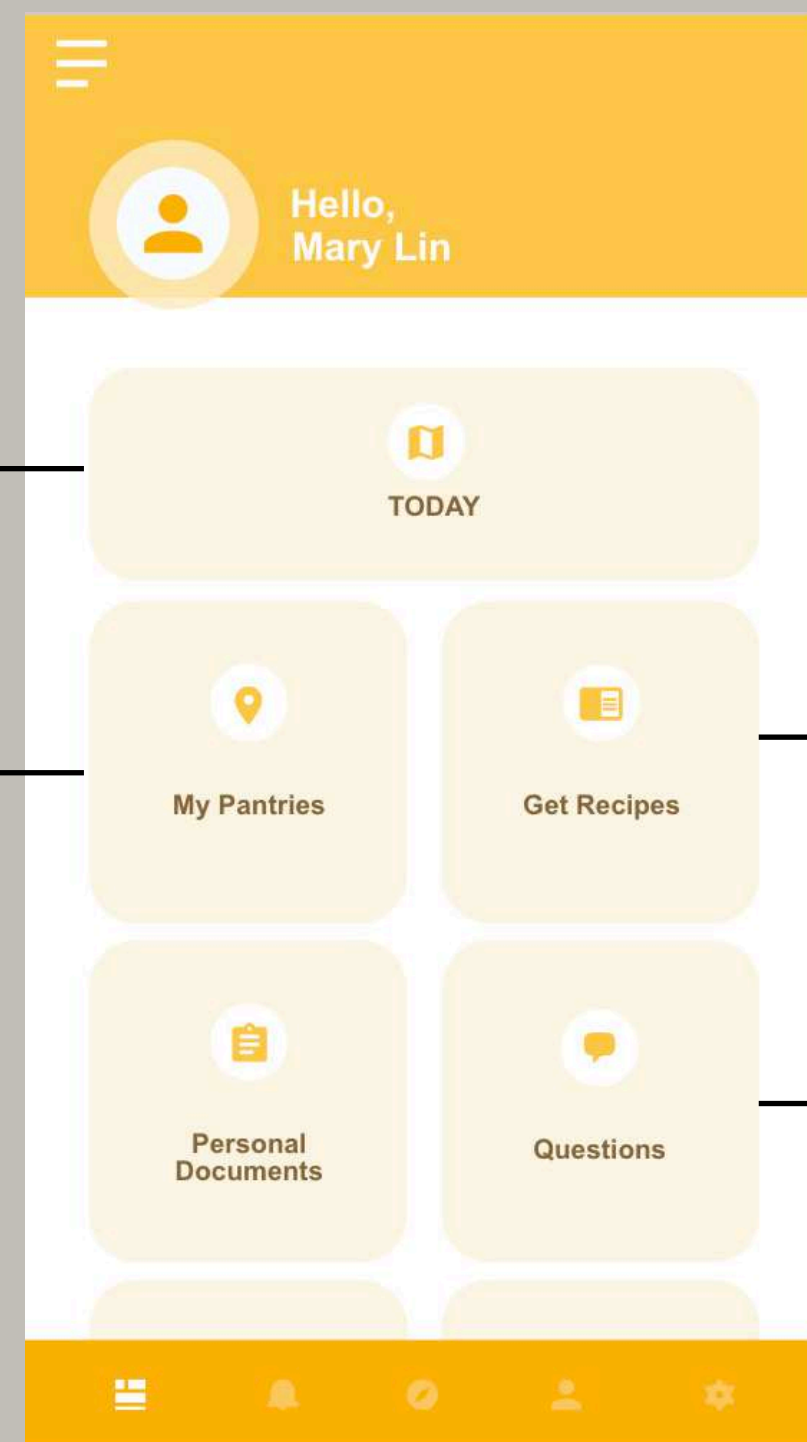 Hello,
Mary Lin
TODAY
My Pantries
Get Recipes
Personal
Documents
Questions